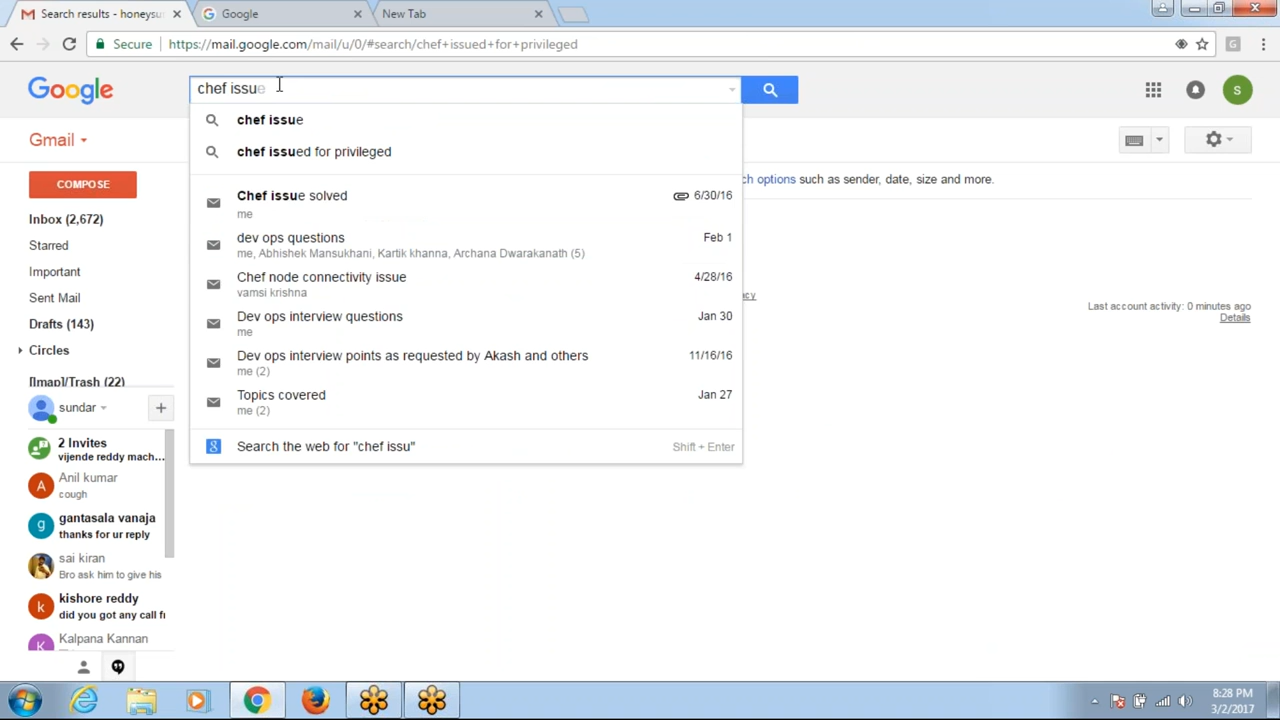 Search results - honeysu
Google
New Tab
Secure
https://mail.google.com/mail/u/0/#search/chef+issued+for+privileged
G
Google
chef issue
S
chef issue
chef issued for privileged
Gmail
COMPOSE
ch options such as sender, date, size and more.
Inbox (2,672)
Starred
Important
Sent Mail
Drafts (143)
Circles
[Imap]/Trash (22)
Chef issue solved
6/30/16
me
dev ops questions
Feb 1
me, Abhishek Mansukhani, Kartik khanna, Archana Dwarakanath (5)
Chef node connectivity issue
4/28/16
vamsi krishna
Dev ops interview questions
Jan 30
me
Dev ops interview points as requested by Akash and others
11/16/16
me (2)
Topics covered
Jan 27
me (2)
Search the web for "chef issu"
Shift + Enter
acy
Last account activity: 0 minutes ago
Details
sundar
2 Invites
vijende reddy mach...
A
Anil kumar
cough
g
gantasala vanaja
thanks for ur reply
sai kiran
Bro ask him to give his
k
kishore reddy
did you got any call fr
K
Kalpana Kannan
8:28 PM
3/2/2017